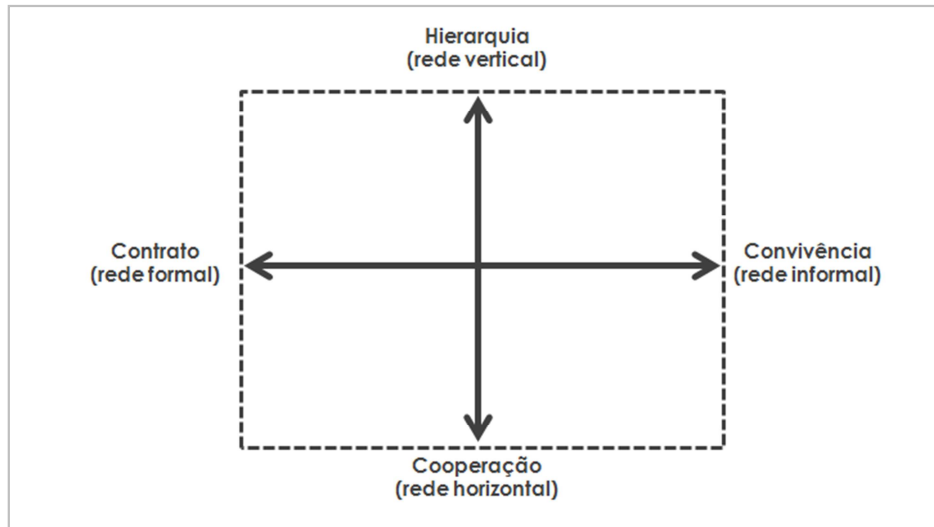 Hierarquia
(rede vertical)
Contrato
(rede formal)
Convivência
(rede informal)
Cooperação
(rede horizontal)